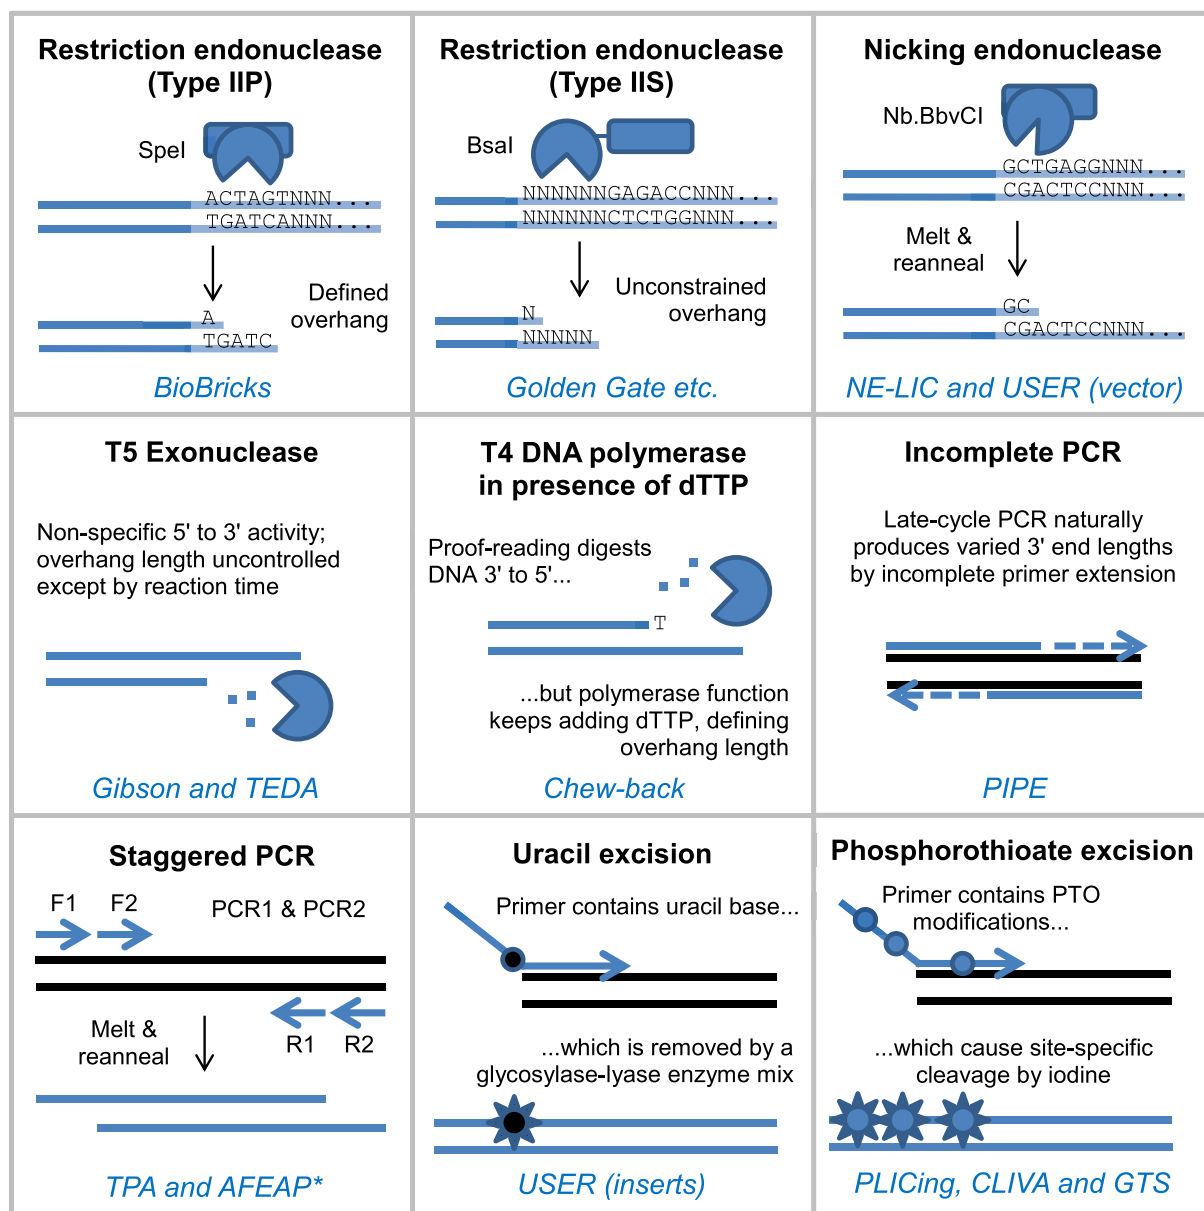 Restriction endonuclease
(Type IIP)
SpeI
ACTAGTNNN...
TGATCANNN...
Defined
overhang
A
TGATC
BioBricks
Restriction endonuclease
(Type IIS)
BsaI
NNNNNNGAGACCNNN...
NNNNNNCTCTGGNNN...
Unconstrained
overhang
N
NNNNN
Golden Gate etc.
Nicking endonuclease
Nb.BbvCI
GCTGAGGNNN...
CGACTCCNNN...
Melt &
reanneal
GC
CGACTCCNNN...
NE-LIC and USER (vector)
T5 Exonuclease
Non-specific 5' to 3' activity;
overhang length uncontrolled
except by reaction time
Gibson and TEDA
T4 DNA polymerase
in presence of dTTP
Proof-reading digests
DNA 3' to 5'...
T
...but polymerase function
keeps adding dTTP, defining
overhang length
Chew-back
Incomplete PCR
Late-cycle PCR naturally
produces varied 3' end lengths
by incomplete primer extension
PIPE
Staggered PCR
F1 F2
PCR1 & PCR2
Melt &
reanneal
R1 R2
TPA and AFEAP*
Uracil excision
Primer contains uracil base...
...which is removed by a
glycosylase-lyase enzyme mix
USER (inserts)
Phosphorothioate excision
Primer contains PTO
modifications...
...which cause site-specific
cleavage by iodine
PLICing, CLIVA and GTS